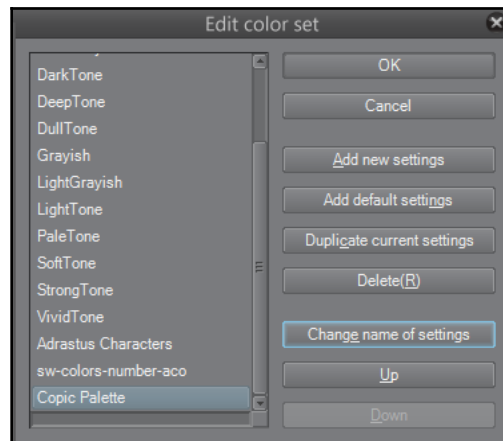 Edit color set
DarkTone
DeepTone
DullTone
Grayish
LightGrayish
LightTone
PaleTone
SoftTone
StrongTone
VividTone
Adrastus Characters
sw-colors-number-aco
Copic Palette
OK
Cancel
Add new settings
Add default settings
Duplicate current settings
Delete(R)
Change name of settings
Up
Down